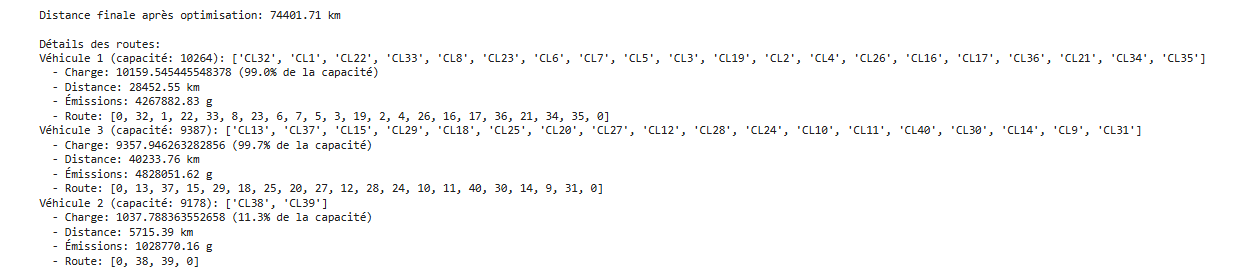 Distance finale après optimisation: 74401.71 km
Détails des routes:
Véhicule 1 (capacité: 10264): ['CL32', 'CL1', 'CL22', 'CL33', 'CL8', 'CL23', 'CL6', 'CL7', 'CL5', 'CL3', 'CL19', 'CL2', 'CL4', 'CL26', 'CL16', 'CL17', 'CL36', 'CL21', 'CL34', 'CL35']
- Charge: 10159.545445548378 (99.0% de la capacité)
- Distance: 28452.55 km
- Émissions: 4267882.83 g
- Route: [0, 32, 1, 22, 33, 8, 23, 6, 7, 5, 3, 19, 2, 4, 26, 16, 17, 36, 21, 34, 35, 0]
Véhicule 3 (capacité: 9387): ['CL13', 'CL37', 'CL15', 'CL29', 'CL18', 'CL25', 'CL20', 'CL27', 'CL12', 'CL28', 'CL24', 'CL10', 'CL11', 'CL40', 'CL30', 'CL14', 'CL9', 'CL31']
- Charge: 9357.946263282856 (99.7% de la capacité)
- Distance: 40233.76 km
- Émissions: 4828051.62 g
- Route: [0, 13, 37, 15, 29, 18, 25, 20, 27, 12, 28, 24, 10, 11, 40, 30, 14, 9, 31, 0]
Véhicule 2 (capacité: 9178): ['CL38', 'CL39']
- Charge: 1037.788363552658 (11.3% de la capacité)
- Distance: 5715.39 km
- Émissions: 1028770.16 g
- Route: [0, 38, 39, 0]